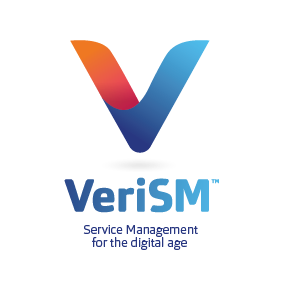 VeriSM™
Service Management
for the digital age